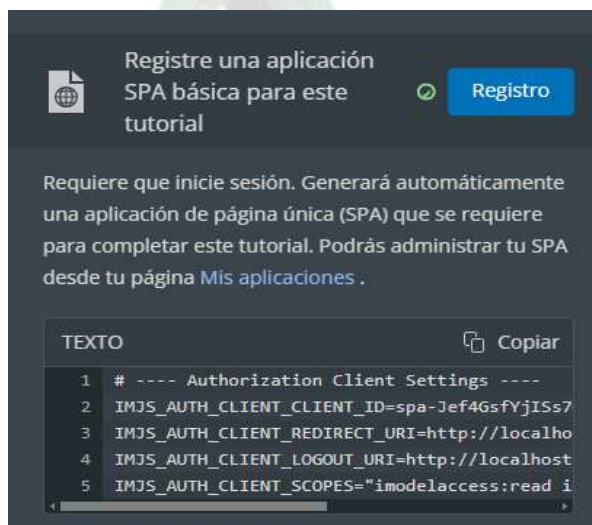 Registre una aplicación
SPA básica para este
tutorial
Registro
Requiere que inicie sesión. Generará automáticamente
una aplicación de página única (SPA) que se requiere
para completar este tutorial. Podrás administrar tu SPA
desde tu página Mis aplicaciones .
TEXTO
Copiar
1 # ---- Authorization Client Settings ----
2 IMJS_AUTH_CLIENT_CLIENT_ID=spa-Jef4GsfYjISs7
3 IMJS_AUTH_CLIENT_REDIRECT_URI=http://localho
4 IMJS_AUTH_CLIENT_LOGOUT_URI=http://localhost
5 IMJS_AUTH_CLIENT_SCOPES="imodelaccess:read i